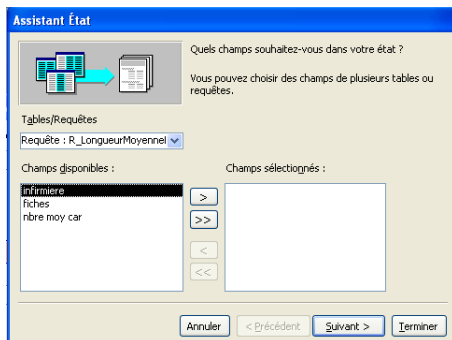 Assistant État
Quels champs souhaitez-vous dans votre état ?
Vous pouvez choisir des champs de plusieurs tables ou
requêtes.
Tables/Requêtes
Requête : R_LongueurMoyennel
Champs disponibles :
Champs sélectionnés :
infirmiere
fiches
nbre moy car
>
>>
<
<<
Annuler
< Précédent
Suivant >
Terminer